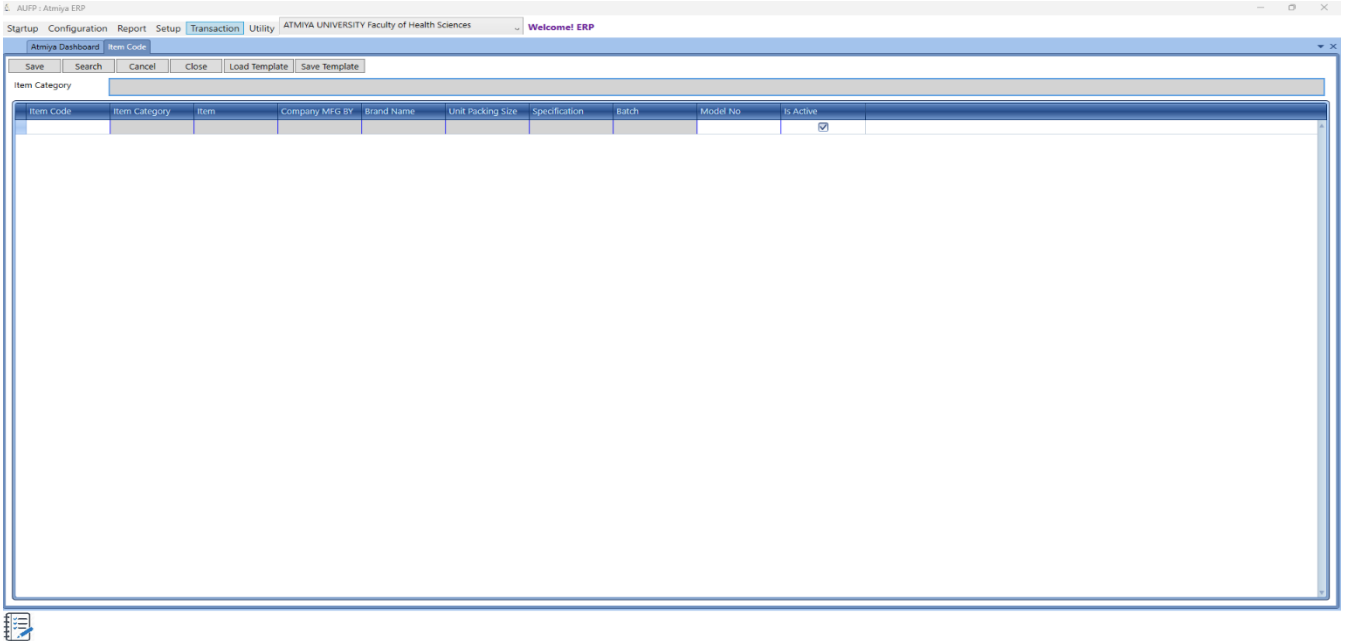 AUFP : Atmiya ERP
Startup Configuration Report Setup Transaction Utility ATMIYA UNIVERSITY Faculty of Health Sciences Welcome! ERP
Atmiya Dashboard Item Code
Save Search Cancel Close Load Template Save Template
Item Category
Item Code Item Category Item Company MFG BY Brand Name Unit Packing Size Specification Batch Model No Is Active